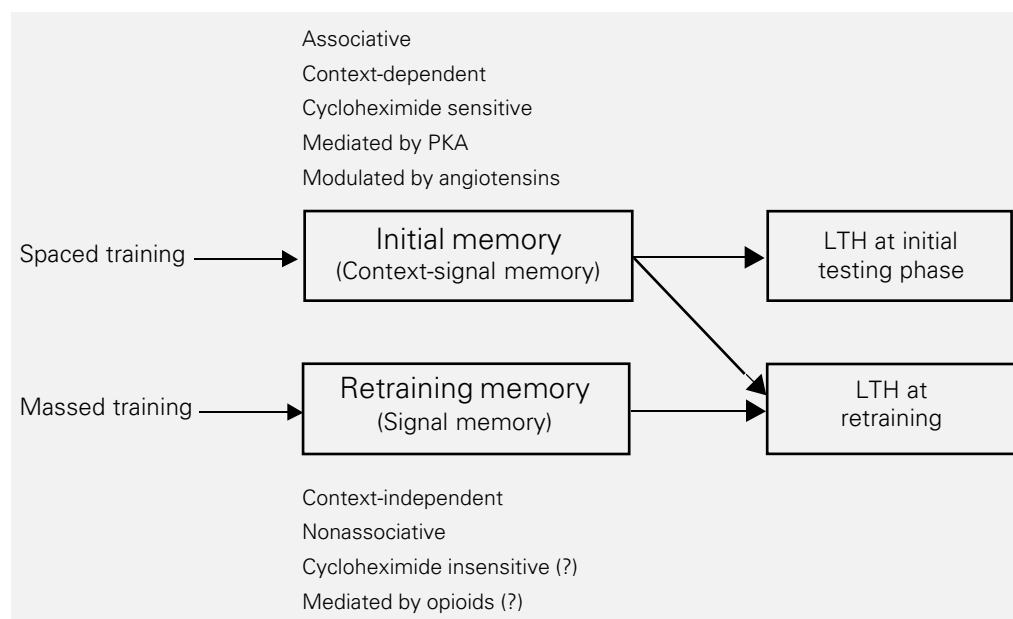 Associative
Context-dependent
Cycloheximide sensitive
Mediated by PKA
Modulated by angiotensins
Spaced training
Initial memory
(Context-signal memory)
LTH at initial
testing phase
Massed training
Retraining memory
(Signal memory)
LTH at
retraining
Context-independent
Nonassociative
Cycloheximide insensitive (?)
Mediated by opioids (?)